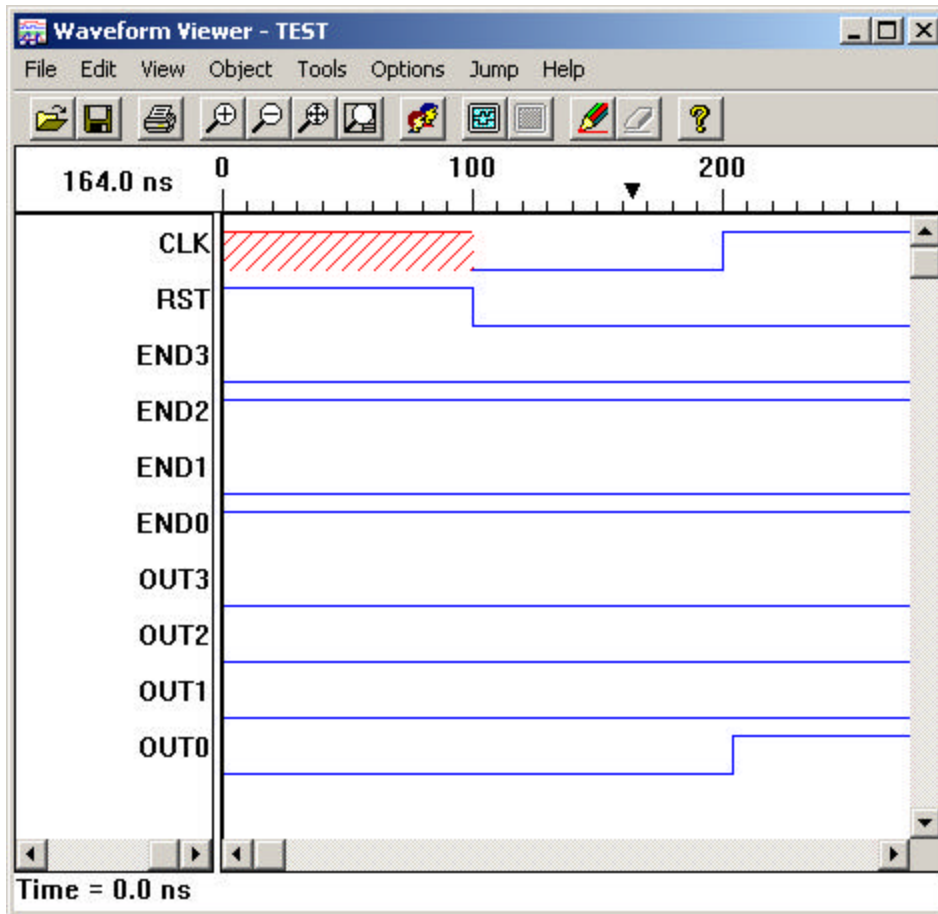 Waveform Viewer - TEST
File Edit View Object Tools Options Jump Help
164.0 ns 0 100 200
CLK
RST
END3
END2
END1
END0
OUT3
OUT2
OUT1
OUT0
Time = 0.0 ns